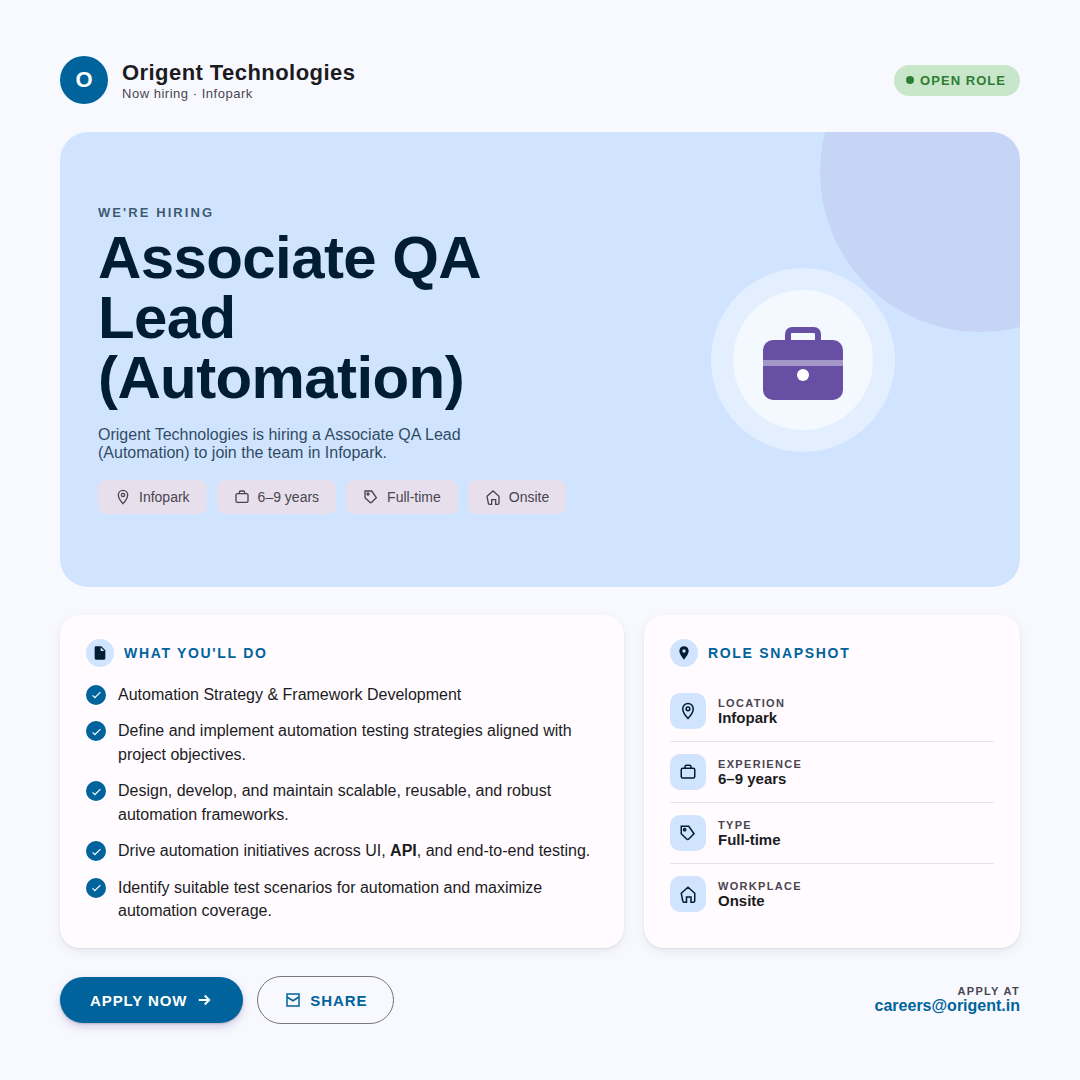 O
Origent Technologies
Now hiring · Infopark
OPEN ROLE
WE'RE HIRING
Associate QA
Lead
(Automation)
Origent Technologies is hiring a Associate QA Lead
(Automation) to join the team in Infopark.
Infopark
6–9 years
Full-time
Onsite
WHAT YOU'LL DO
Automation Strategy & Framework Development
Define and implement automation testing strategies aligned with
project objectives.
Design, develop, and maintain scalable, reusable, and robust
automation frameworks.
Drive automation initiatives across UI, API, and end-to-end testing.
Identify suitable test scenarios for automation and maximize
automation coverage.
ROLE SNAPSHOT
LOCATION
Infopark
EXPERIENCE
6–9 years
TYPE
Full-time
WORKPLACE
Onsite
APPLY NOW
SHARE
APPLY AT
careers@origent.in